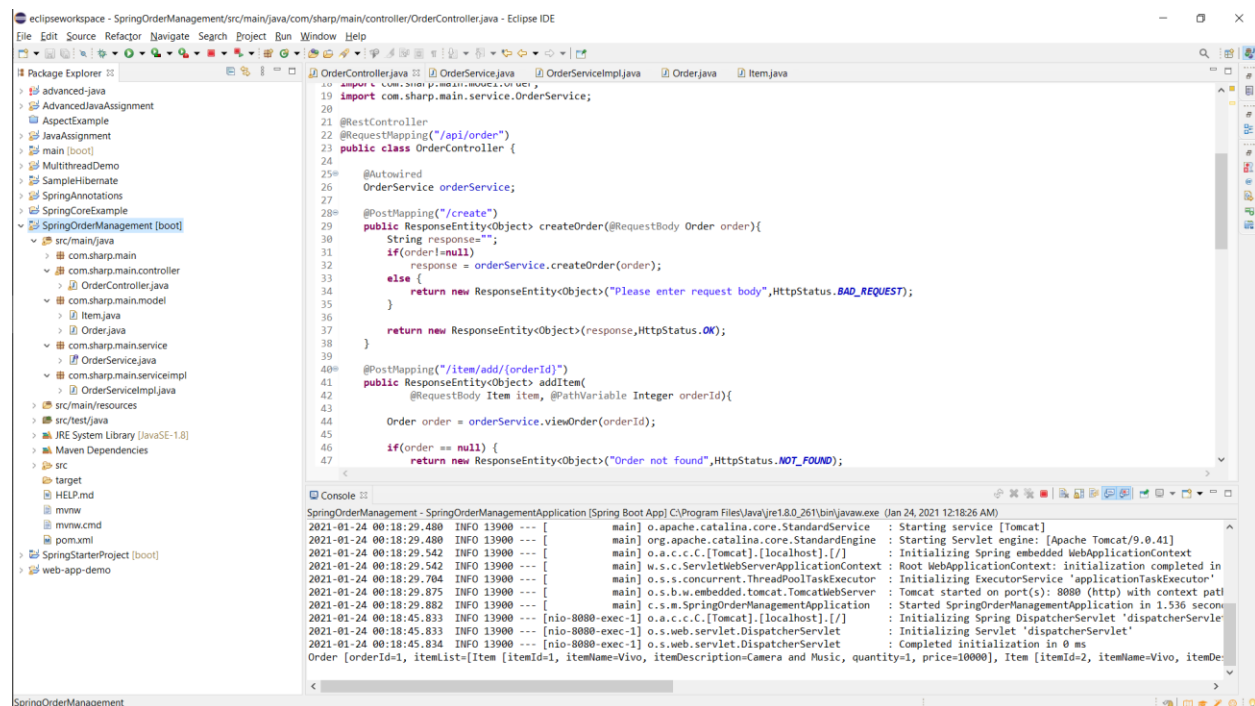 eclipseworkspace - SpringOrderManagement/src/main/java/com/sharp/main/controller/OrderController.java - Eclipse IDE
File Edit Source Refactor Navigate Search Project Run Window Help
Package Explorer
advanced-java
AdvancedJavaAssignment
AspectExample
JavaAssignment
main [boot]
MultithreadDemo
SampleHibernate
SpringAnnotations
SpringCoreExample
SpringOrderManagement [boot]
src/main/java
com.sharp.main
com.sharp.main.controller
OrderController.java
com.sharp.main.model
Item.java
Order.java
com.sharp.main.service
OrderService.java
com.sharp.main.serviceimpl
OrderServiceImpl.java
src/main/resources
src/test/java
JRE System Library [JavaSE-1.8]
Maven Dependencies
src
target
HELP.md
mvnw
mvnw.cmd
pom.xml
SpringStarterProject [boot]
web-app-demo
OrderController.java OrderService.java OrderServiceImpl.java Order.java Item.java
18 import com.sharp.main.model.Order;
19 import com.sharp.main.service.OrderService;
20
21 @RestController
22 @RequestMapping("/api/order")
23 public class OrderController {
24
25 @Autowired
26 OrderService orderService;
27
28 @PostMapping("/create")
29 public ResponseEntity<Object> createOrder(@RequestBody Order order){
30 String response="";
31 if(order!=null)
32 response = orderService.createOrder(order);
33 else {
34 return new ResponseEntity<Object>("Please enter request body",HttpStatus.BAD_REQUEST);
35 }
36
37 return new ResponseEntity<Object>(response,HttpStatus.OK);
38 }
39
40 @PostMapping("/item/add/{orderId}")
41 public ResponseEntity<Object> addItem(
42 @RequestBody Item item, @PathVariable Integer orderId){
43
44 Order order = orderService.viewOrder(orderId);
45
46 if(order == null) {
47 return new ResponseEntity<Object>("Order not found",HttpStatus.NOT_FOUND);
Console
SpringOrderManagement - SpringOrderManagementApplication [Spring Boot App] C:\Program Files\Java\jre1.8.0_261\bin\javaw.exe (Jan 24, 2021 12:18:26 AM)
2021-01-24 00:18:29.480 INFO 13900 --- [ main] o.apache.catalina.core.StandardService : Starting service [Tomcat]
2021-01-24 00:18:29.480 INFO 13900 --- [ main] org.apache.catalina.core.StandardEngine : Starting Servlet engine: [Apache Tomcat/9.0.41]
2021-01-24 00:18:29.542 INFO 13900 --- [ main] o.a.c.c.C.[Tomcat].[localhost].[/] : Initializing Spring embedded WebApplicationContext
2021-01-24 00:18:29.542 INFO 13900 --- [ main] w.s.c.ServletWebServerApplicationContext : Root WebApplicationContext: initialization completed in
2021-01-24 00:18:29.704 INFO 13900 --- [ main] o.s.s.concurrent.ThreadPoolTaskExecutor : Initializing ExecutorService 'applicationTaskExecutor'
2021-01-24 00:18:29.875 INFO 13900 --- [ main] o.s.b.w.embedded.tomcat.TomcatWebServer : Tomcat started on port(s): 8080 (http) with context path
2021-01-24 00:18:29.882 INFO 13900 --- [ main] c.s.m.SpringOrderManagementApplication : Started SpringOrderManagementApplication in 1.536 secon
2021-01-24 00:18:45.833 INFO 13900 --- [nio-8080-exec-1] o.a.c.c.C.[Tomcat].[localhost].[/] : Initializing Spring DispatcherServlet 'dispatcherServlet
2021-01-24 00:18:45.833 INFO 13900 --- [nio-8080-exec-1] o.s.web.servlet.DispatcherServlet : Initializing Servlet 'dispatcherServlet'
2021-01-24 00:18:45.834 INFO 13900 --- [nio-8080-exec-1] o.s.web.servlet.DispatcherServlet : Completed initialization in 0 ms
Order [orderId=1, itemList=[Item [itemId=1, itemName=Vivo, itemDescription=Camera and Music, quantity=1, price=10000], Item [itemId=2, itemName=Vivo, itemDes
SpringOrderManagement